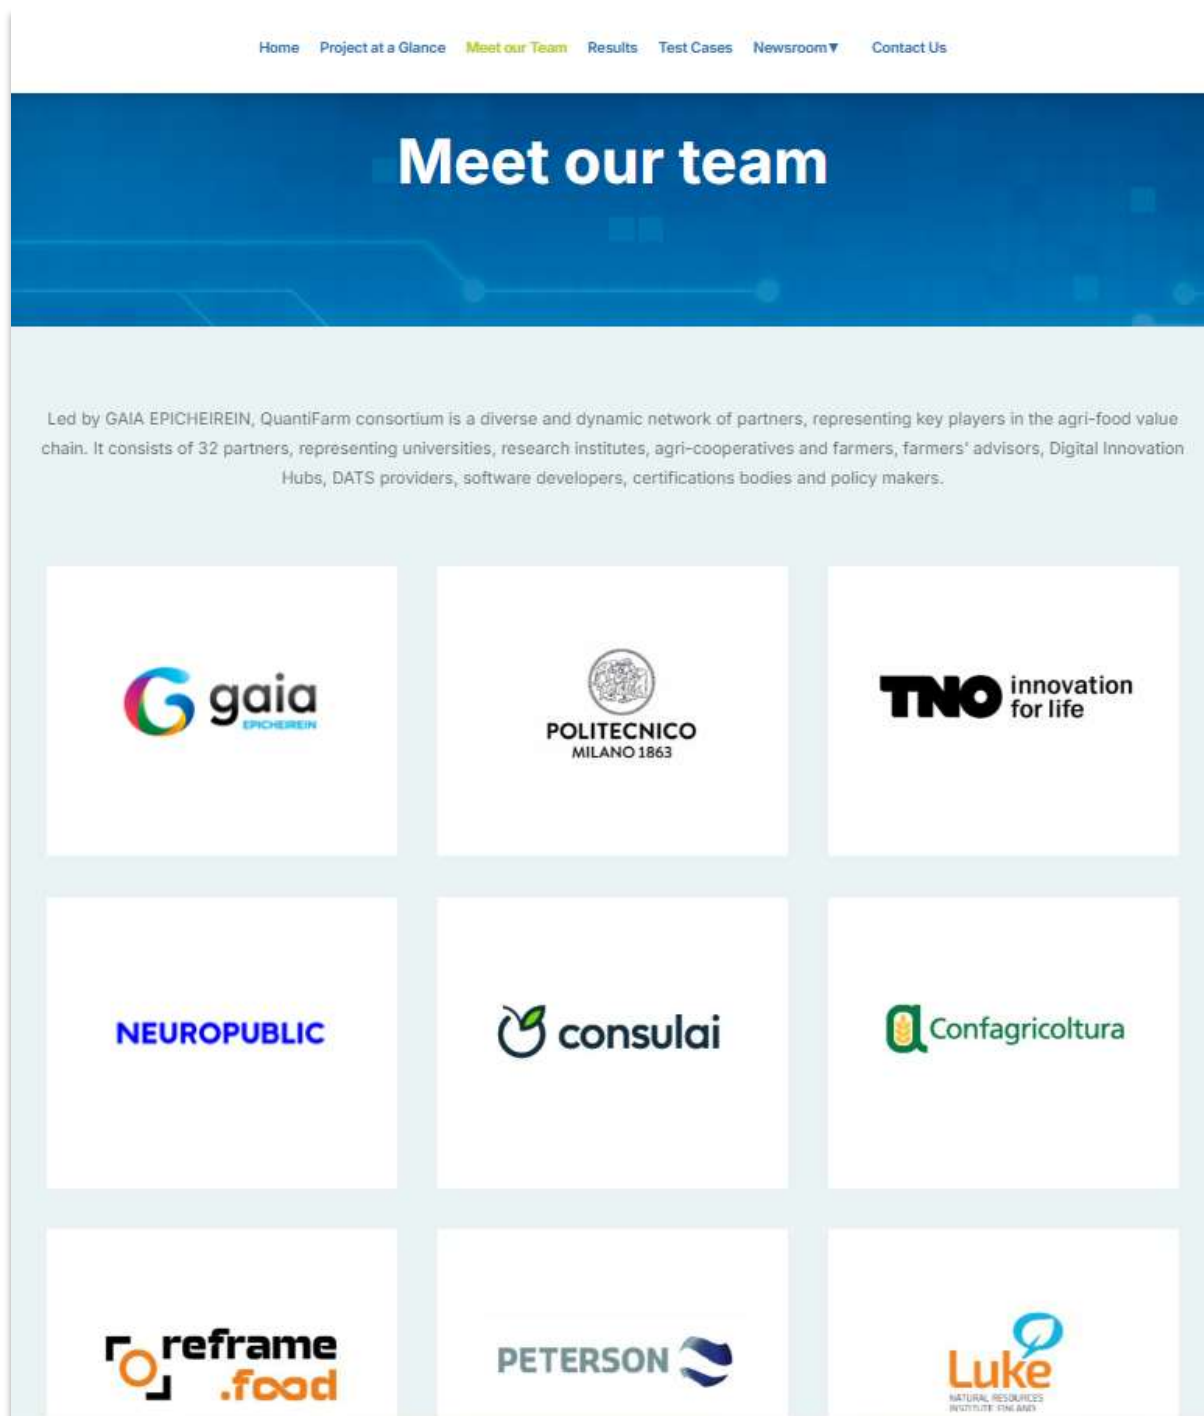 Home Project at a Glance Meet our Team Results Test Cases Newsroom▼ Contact Us
Meet our team
Led by GAIA EPICHEIREIN, QuantiFarm consortium is a diverse and dynamic network of partners, representing key players in the agri-food value
chain. It consists of 32 partners, representing universities, research institutes, agri-cooperatives and farmers, farmers' advisors, Digital Innovation
Hubs, DATS providers, software developers, certifications bodies and policy makers.
gaia
EPICHEIREIN
POLITECNICO
MILANO 1863
TNO innovation
for life
NEUROPUBLIC
consulai
Confagricoltura
reframe
.food
PETERSON
Luke
NATURAL RESOURCES
INSTITUTE FINLAND